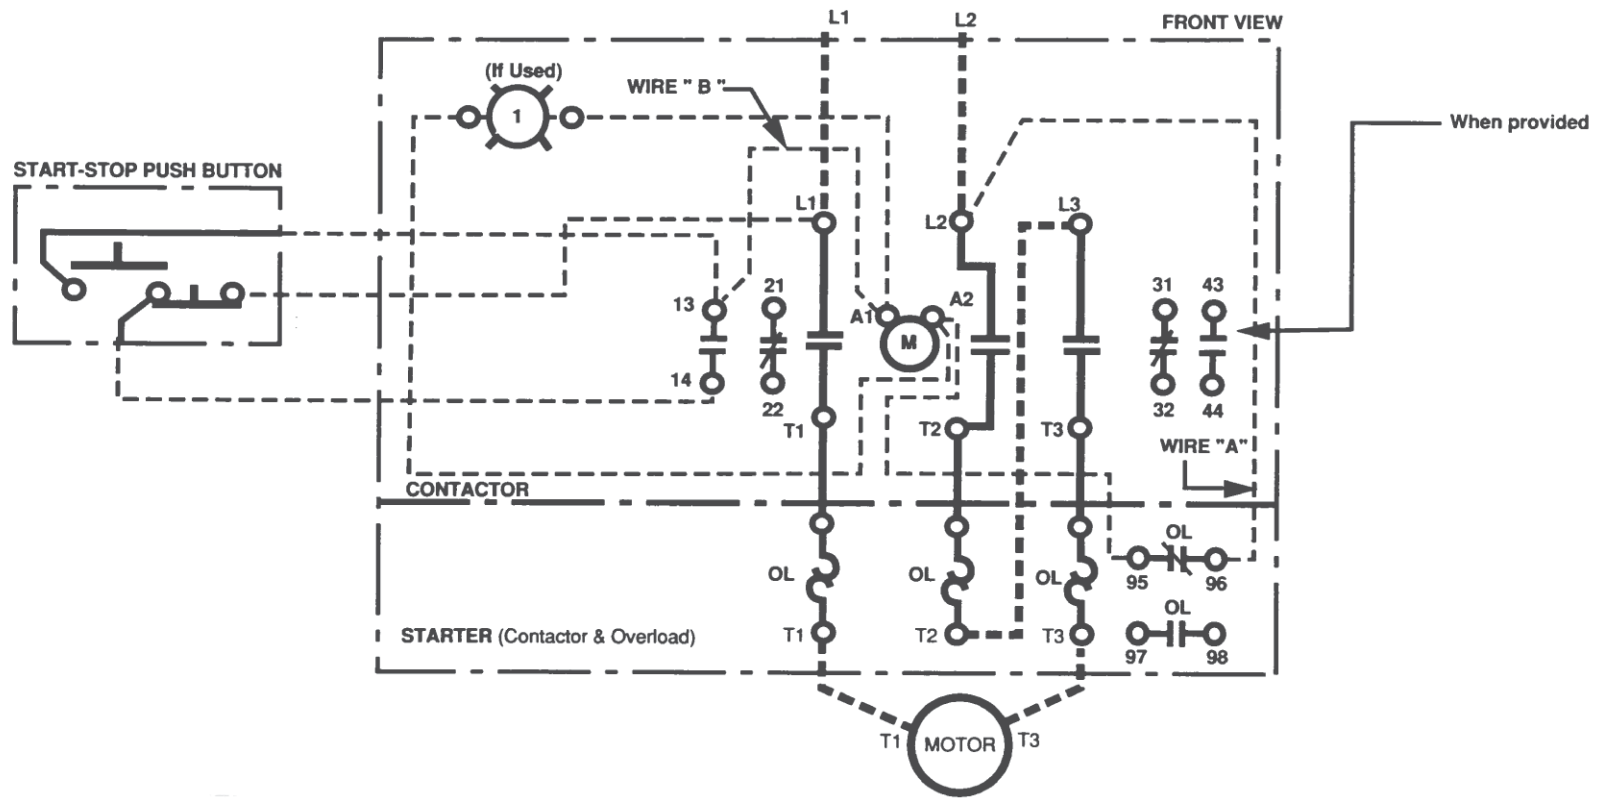 L1
L2
FRONT VIEW
(If Used)
WIRE " B "
1
When provided
START-STOP PUSH BUTTON
L1
L2
L3
13
21
A1
A2
31
43
M
14
22
32
44
T1
T2
T3
WIRE "A"
CONTACTOR
OL
OL
OL
OL
95
96
OL
STARTER (Contactor & Overload)
T1
T2
T3
97
98
T1
MOTOR
T3